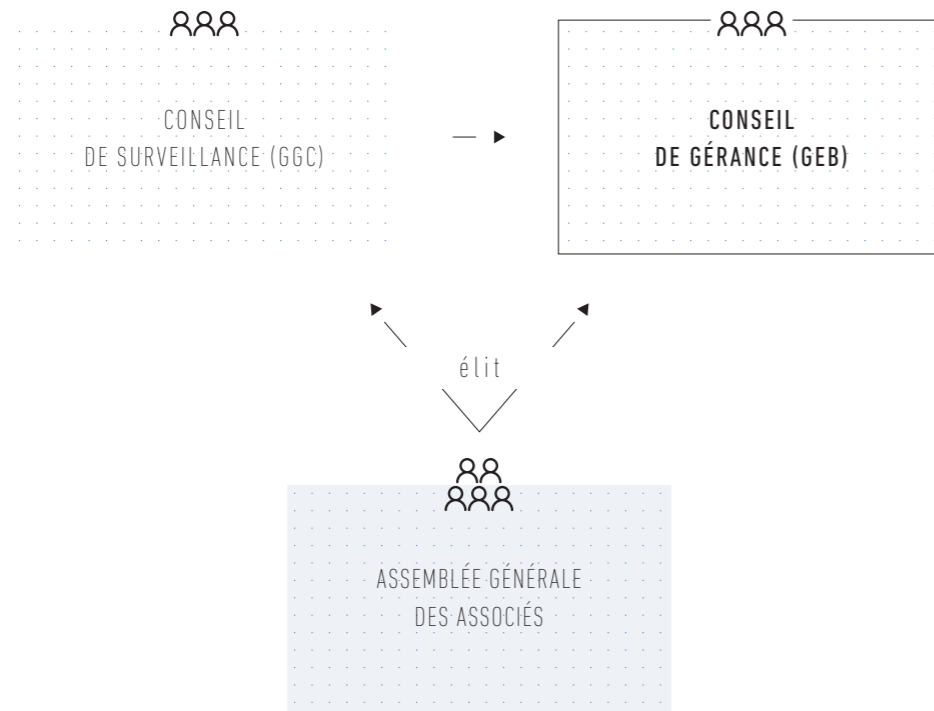 CONSEIL
DE SURVEILLANCE (GGC)
CONSEIL
DE GÉRANCE (GEB)
élit
ASSEMBLÉE GÉNÉRALE
DES ASSOCIÉS